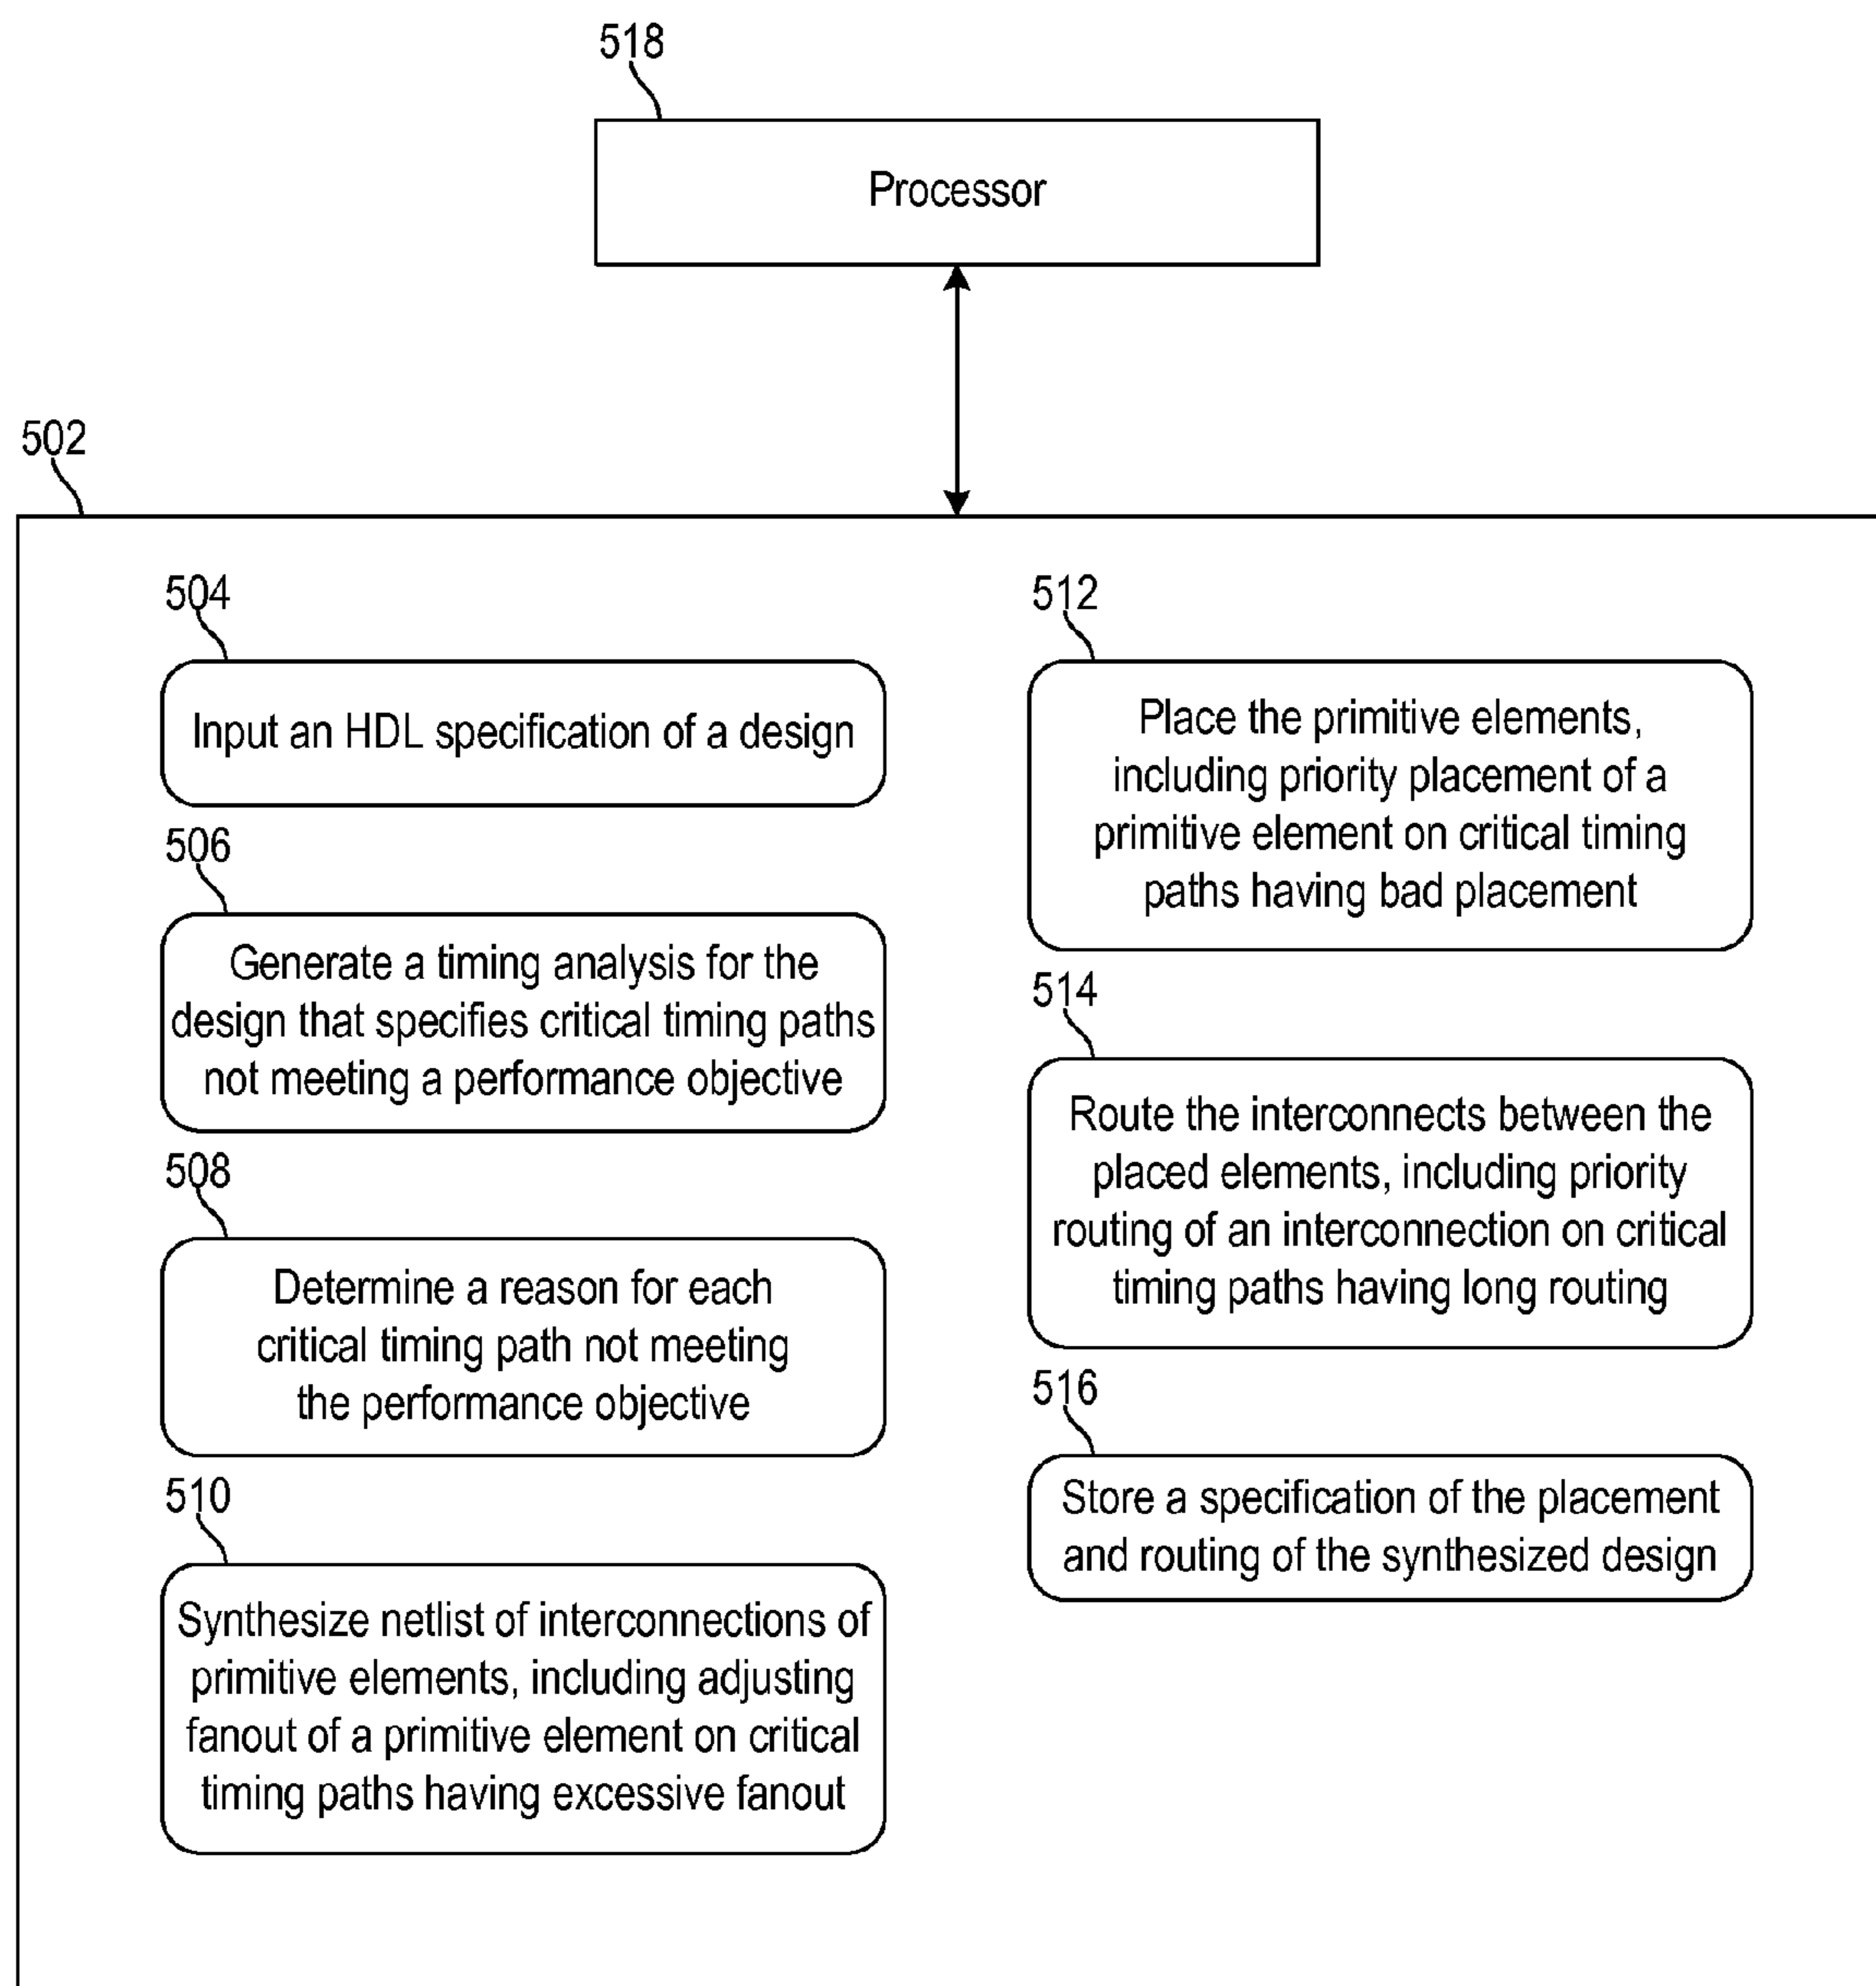 518
Processor
502
504
Input an HDL specification of a design
506
Generate a timing analysis for the
design that specifies critical timing paths
not meeting a performance objective
508
Determine a reason for each
critical timing path not meeting
the performance objective
510
Synthesize netlist of interconnections of
primitive elements, including adjusting
fanout of a primitive element on critical
timing paths having excessive fanout
512
Place the primitive elements,
including priority placement of a
primitive element on critical timing
paths having bad placement
514
Route the interconnects between the
placed elements, including priority
routing of an interconnection on critical
timing paths having long routing
516
Store a specification of the placement
and routing of the synthesized design